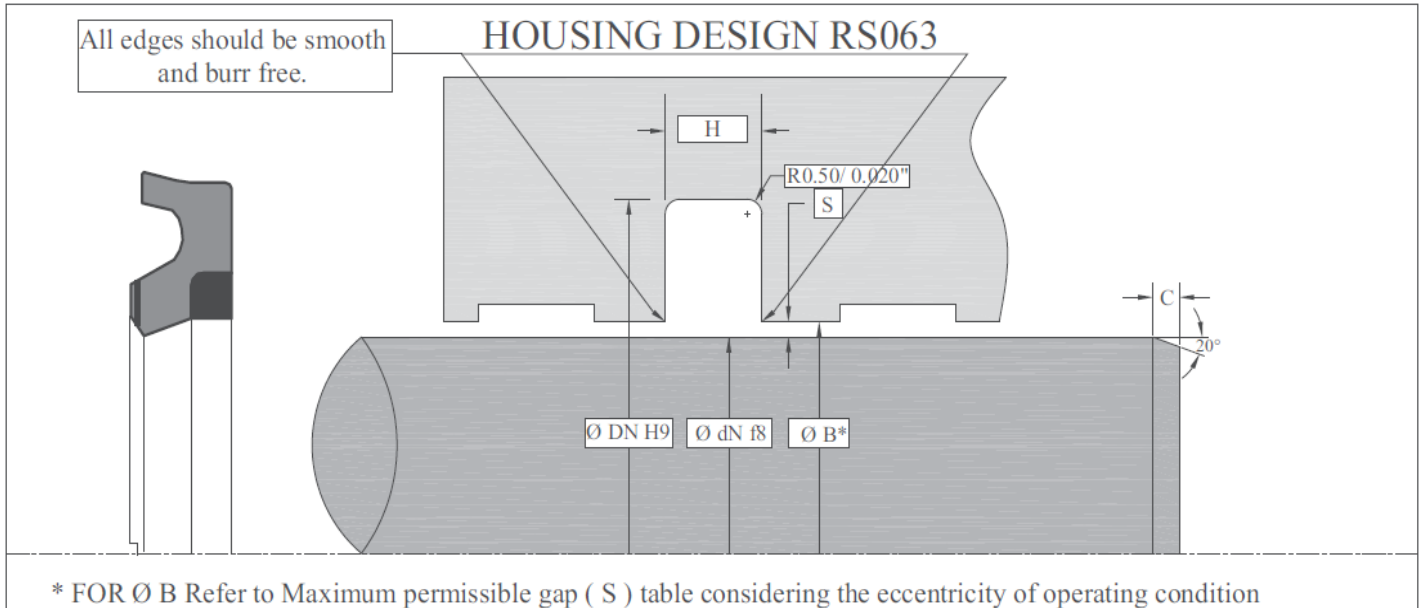 All edges should be smooth
and burr free.
HOUSING DESIGN RS063
H
R0.50/ 0.020"
S
C
20°
Ø DN H9
Ø dN f8
Ø B*
* FOR Ø B Refer to Maximum permissible gap ( S ) table considering the eccentricity of operating condition